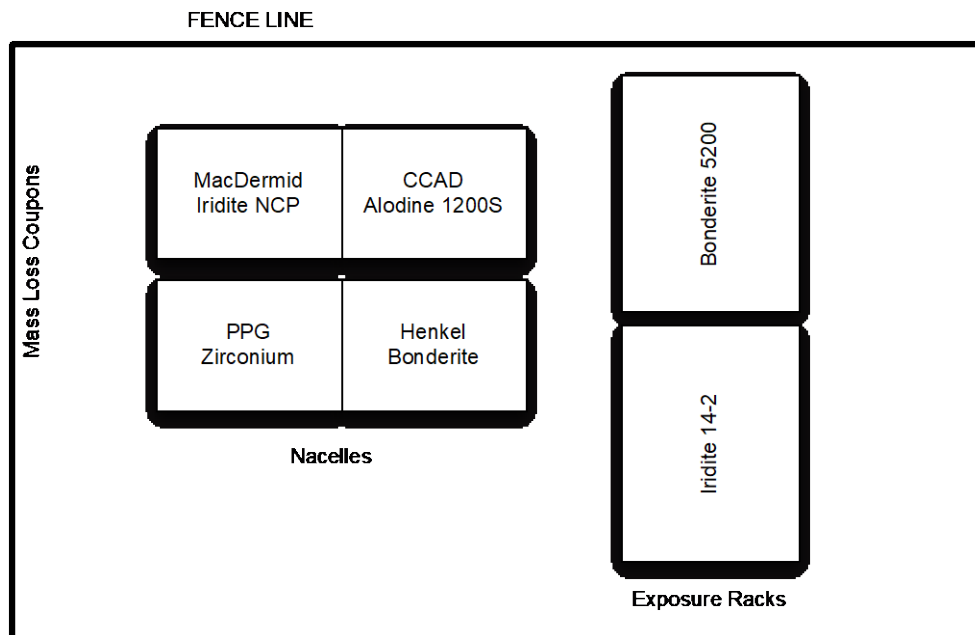 FENCE LINE
Mass Loss Coupons
MacDermid
Iridite NCP
CCAD
Alodine 1200S
PPG
Zirconium
Henkel
Bonderite
Nacelles
Bonderite 5200
Iridite 14-2
Exposure Racks